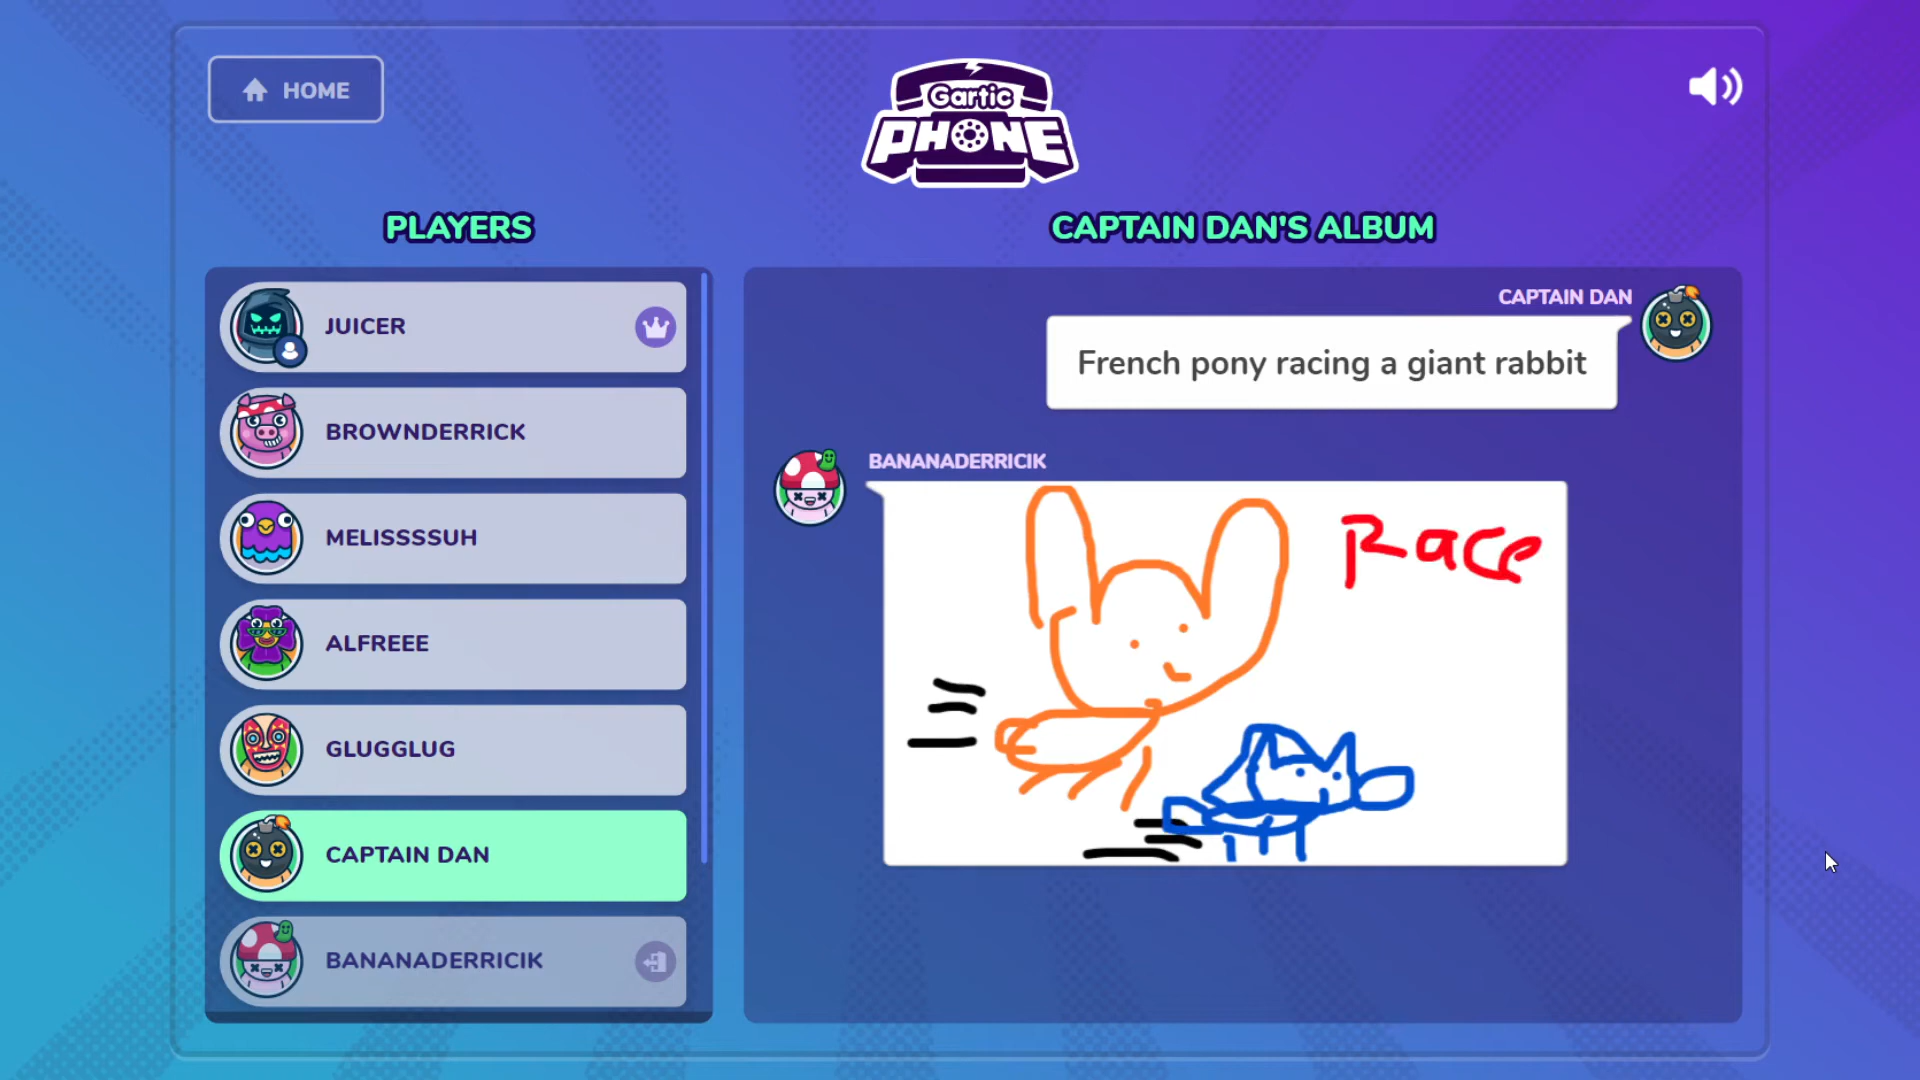 HOME
Gartic
PHONE
PLAYERS
JUICER
BROWNDERRICK
MELISSSSUH
ALFREEE
GLUGGLUG
CAPTAIN DAN
BANANADERRICIK
CAPTAIN DAN'S ALBUM
CAPTAIN DAN
French pony racing a giant rabbit
BANANADERRICIK
Race